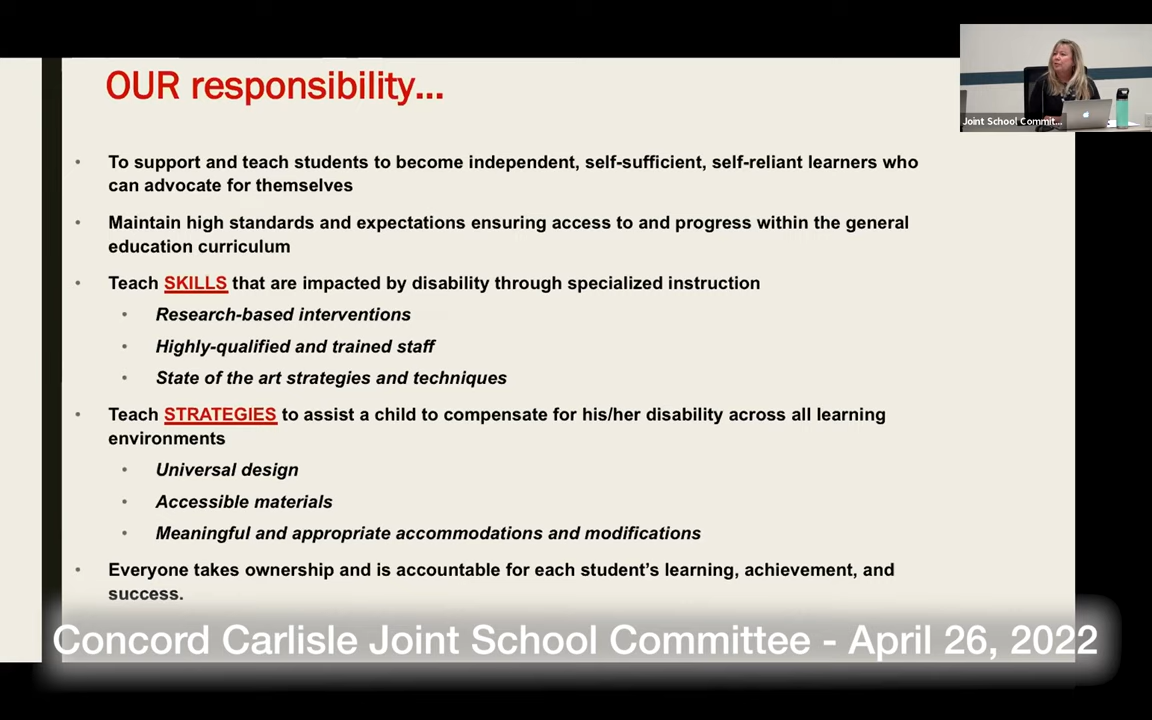 OUR responsibility...
Joint School Commit...
• To support and teach students to become independent, self-sufficient, self-reliant learners who
can advocate for themselves
• Maintain high standards and expectations ensuring access to and progress within the general
education curriculum
• Teach SKILLS that are impacted by disability through specialized instruction
• Research-based interventions
• Highly-qualified and trained staff
• State of the art strategies and techniques
• Teach STRATEGIES to assist a child to compensate for his/her disability across all learning
environments
• Universal design
• Accessible materials
• Meaningful and appropriate accommodations and modifications
• Everyone takes ownership and is accountable for each student’s learning, achievement, and
success.
Concord Carlisle Joint School Committee - April 26, 2022